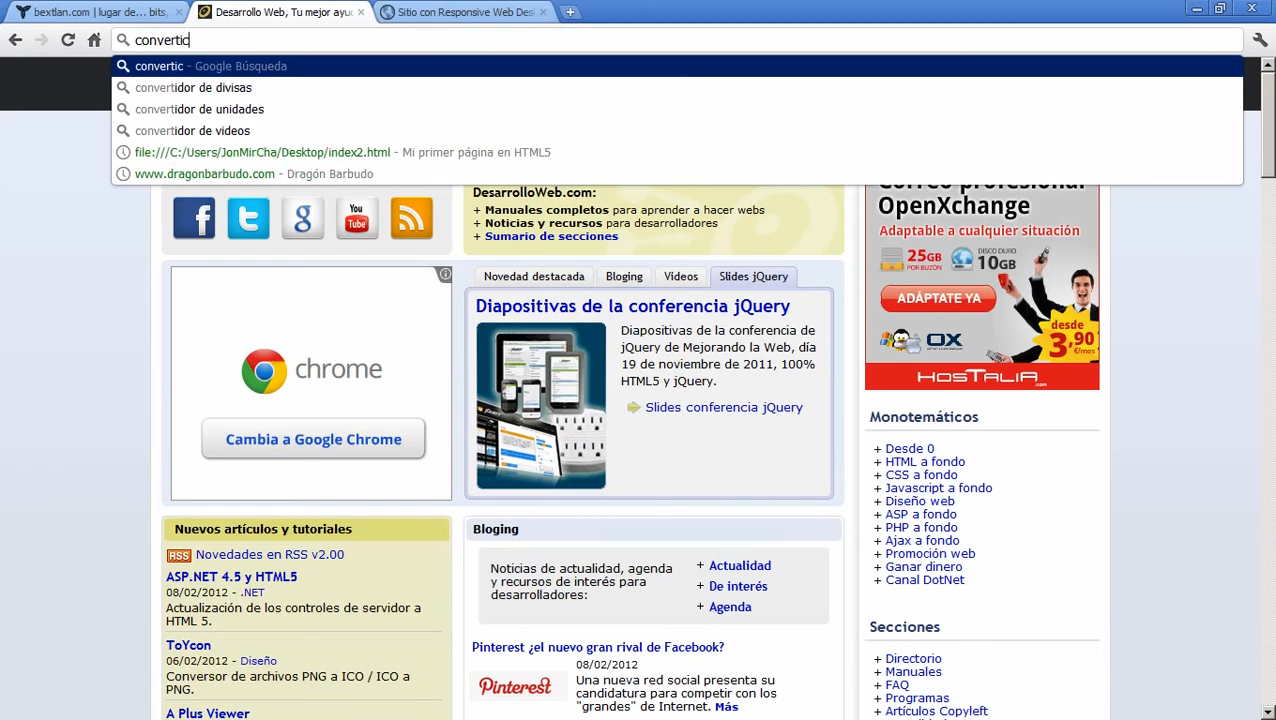 bextlan.com | lugar de... bits,
Desarrollo Web, Tu mejor ayu
Sitio con Responsive Web Des
convertic
convertic - Google Búsqueda
convertidor de divisas
convertidor de unidades
convertidor de videos
file:///C:/Users/JonMirCha/Desktop/index2.html - Mi primer página en HTML5
www.dragonbarbudo.com - Dragón Barbudo
DesarrolloWeb.com:
+ Manuales completos para aprender a hacer webs
+ Noticias y recursos para desarrolladores
+ Sumario de secciones
You
Tube
Novedad destacada
Bloging
Videos
Slides jQuery
Diapositivas de la conferencia jQuery
Diapositivas de la conferencia de
jQuery de Mejorando la Web, día
19 de noviembre de 2011, 100%
HTML5 y jQuery.
Slides conferencia jQuery
chrome
Cambia a Google Chrome
Correo profesional
OpenXchange
Adaptable a cualquier situación
25GB
POR BUZÓN
DISCO DURO
10GB
ADÁPTATE YA
OX
desde
3,90
€/mes
HOSTALIA.com
Monotemáticos
+ Desde 0
+ HTML a fondo
+ CSS a fondo
+ Javascript a fondo
+ Diseño web
+ ASP a fondo
+ PHP a fondo
+ Ajax a fondo
+ Promoción web
+ Ganar dinero
+ Canal DotNet
Secciones
+ Directorio
+ Manuales
+ FAQ
+ Programas
+ Artículos Copyleft
Nuevos artículos y tutoriales
RSS Novedades en RSS v2.00
ASP.NET 4.5 y HTML5
08/02/2012 - .NET
Actualización de los controles de servidor a
HTML 5.
ToYcon
06/02/2012 - Diseño
Conversor de archivos PNG a ICO / ICO a
PNG.
A Plus Viewer
Bloging
Noticias de actualidad, agenda
y recursos de interés para
desarrolladores:
+ Actualidad
+ De interés
+ Agenda
Pinterest ¿el nuevo gran rival de Facebook?
08/02/2012
Pinterest
Una nueva red social presenta su
candidatura para competir con los
"grandes" de Internet. Más